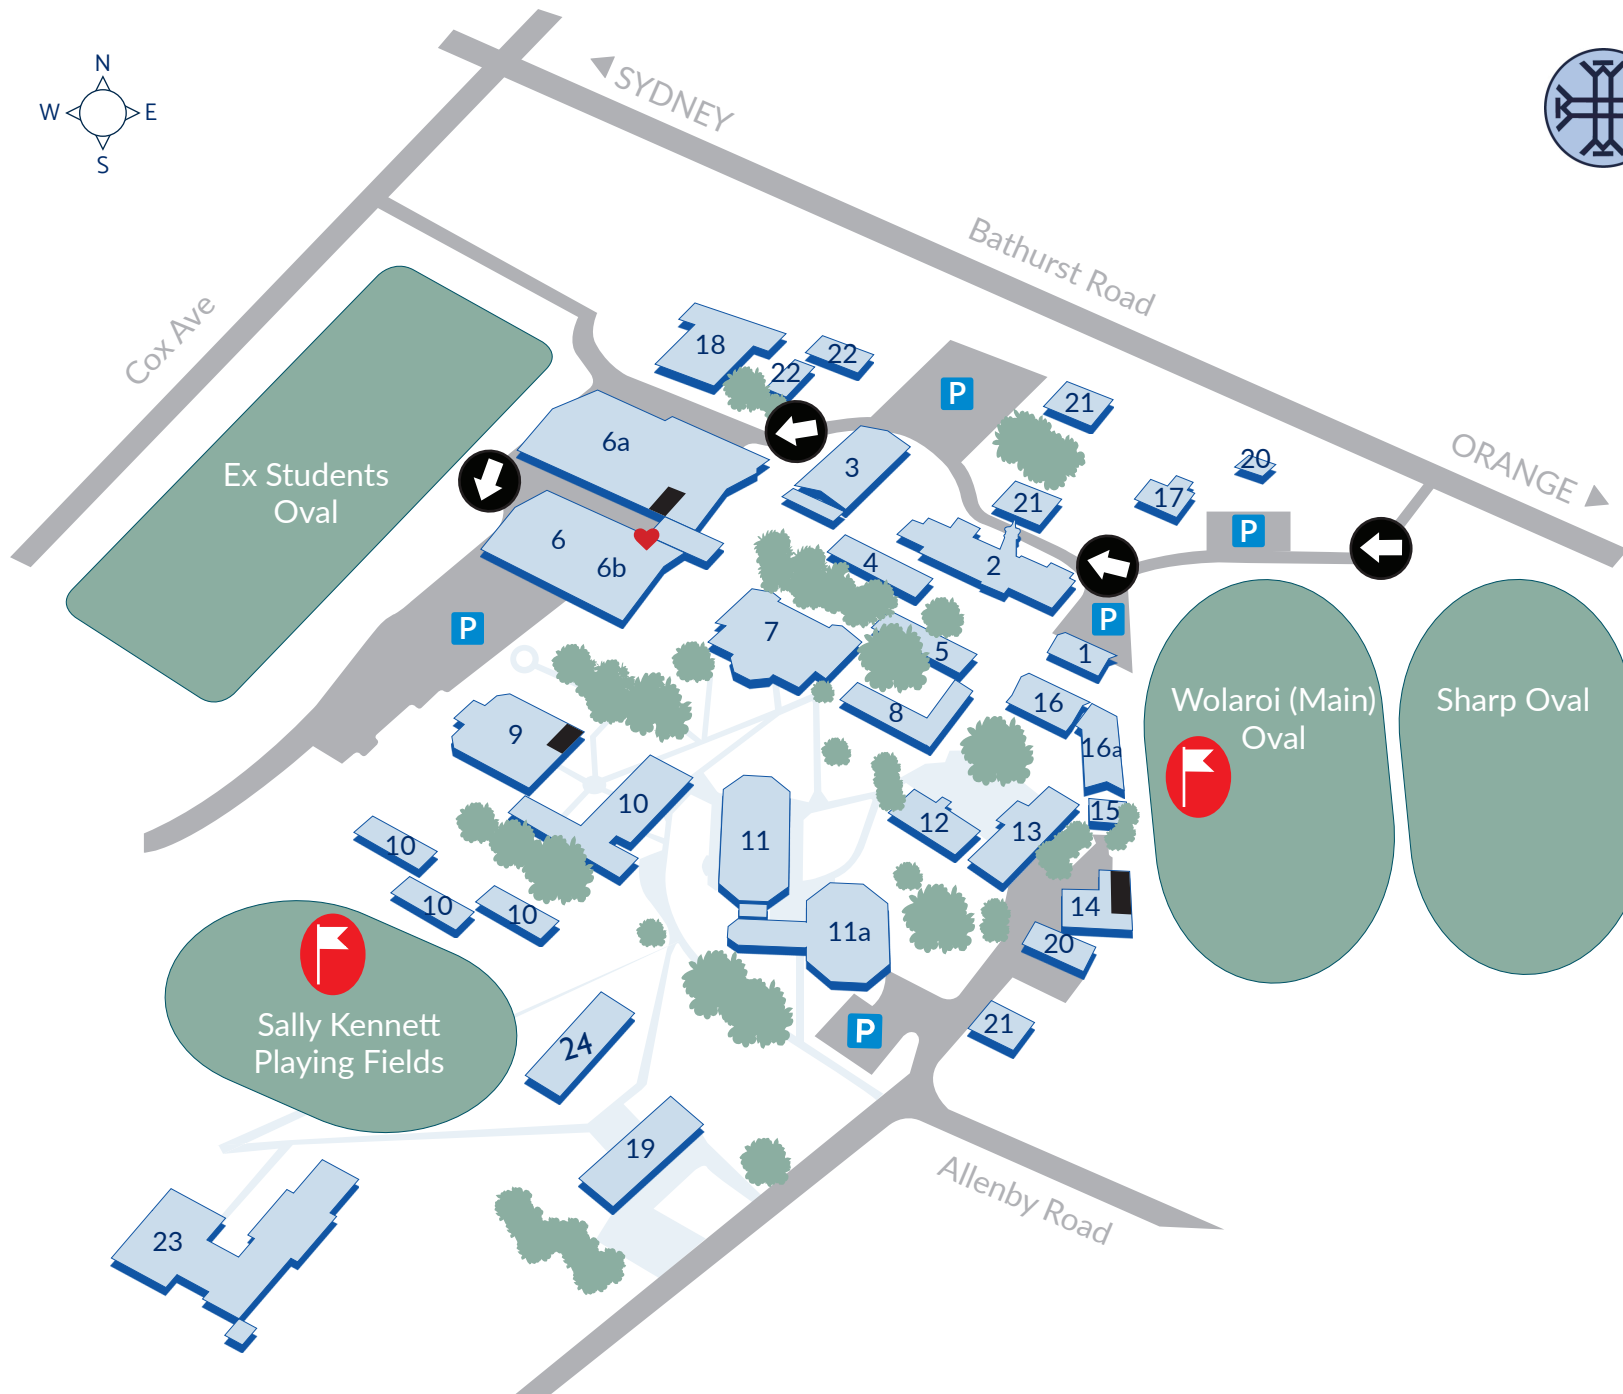 N
W
E
S
SYDNEY
Bathurst Road
Cox Ave
ORANGE
18
22
22
P
21
6a
3
20
17
21
P
Ex Students
Oval
6
6b
4
2
P
7
5
1
P
16
8
Wolaroi (Main)
Oval
Sharp Oval
9
16a
10
15
12
13
11
10
10
10
14
11a
20
Sally Kennett
Playing Fields
24
P
21
19
Allenby Road
23